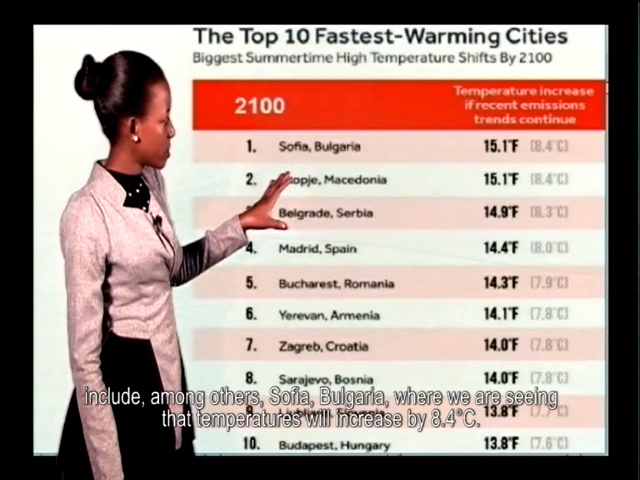 The Top 10 Fastest-Warming Cities
Biggest Summertime High Temperature Shifts By 2100
2100
Temperature increase
if recent emissions
trends continue
1. Sofia, Bulgaria 15.1°F (8.4°C)
2. opje, Macedonia 15.1°F (8.4°C)
Belgrade, Serbia 14.9°F (8.3°C)
4. Madrid, Spain 14.4°F (8.0°C)
5. Bucharest, Romania 14.3°F (7.9°C)
6. Yerevan, Armenia 14.1°F (7.8°C)
7. Zagreb, Croatia 14.0°F (7.8°C)
8. Sarajevo, Bosnia 14.0°F (7.8°C)
9. 13.8°F (7.7°C)
10. Budapest, Hungary 13.8°F (7.6°C)
include, among others, Sofia, Bulgaria, where we are seeing
that temperatures will increase by 8.4°C.